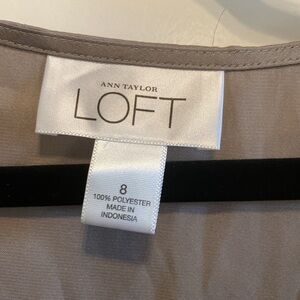 ANN TAYLOR
LOFT
8
100% POLYESTER
MADE IN
INDONESIA